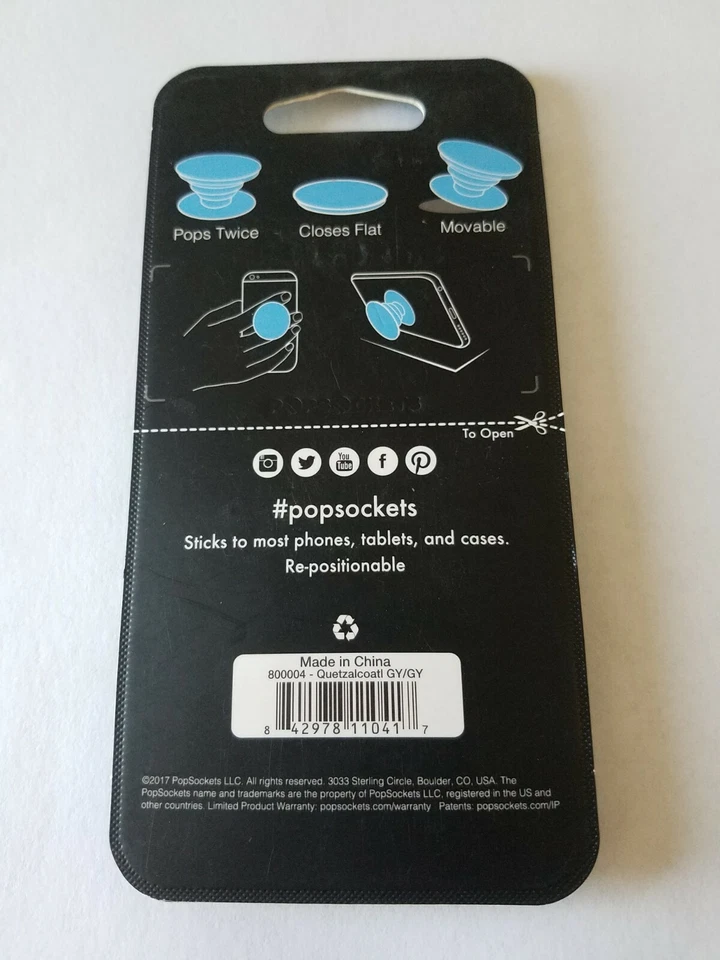 Pops Twice
Closes Flat
Movable
To Open
You
Tube
#popsockets
Sticks to most phones, tablets, and cases.
Re-positionable
Made in China
800004 - Quetzalcoatl GY/GY
8 42978 11041 7
©2017 PopSockets LLC. All rights reserved. 3033 Sterling Circle, Boulder, CO, USA. The
PopSockets name and trademarks are the property of PopSockets LLC, registered in the US and
other countries. Limited Product Warranty: popsockets.com/warranty Patents: popsockets.com/IP